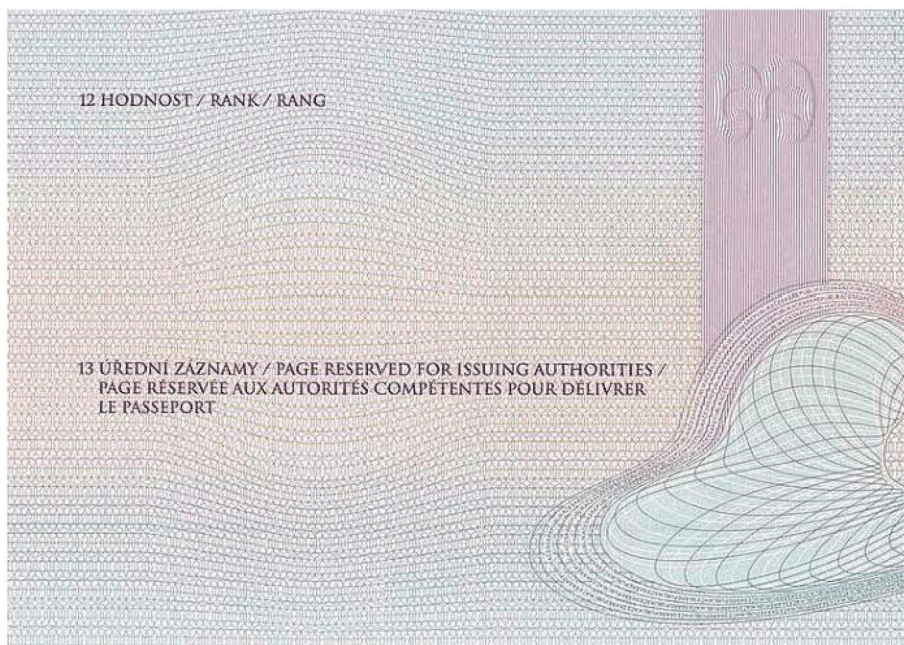 12 HODNOST / RANK / RANG
13 ÚŘEDNÍ ZÁZNAMY / PAGE RESERVED FOR ISSUING AUTHORITIES /
PAGE RÉSERVÉE AUX AUTORITÉS COMPÉTENTES POUR DÉLIVRER
LE PASSEPORT